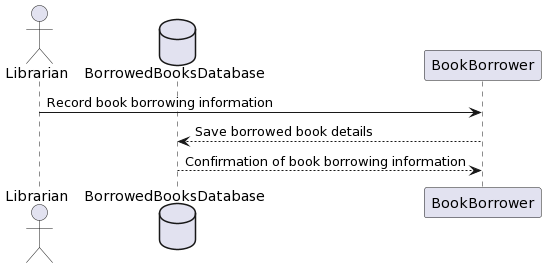 Librarian
BorrowedBooksDatabase
BookBorrower
Record book borrowing information
Save borrowed book details
Confirmation of book borrowing information
Librarian
BorrowedBooksDatabase
BookBorrower